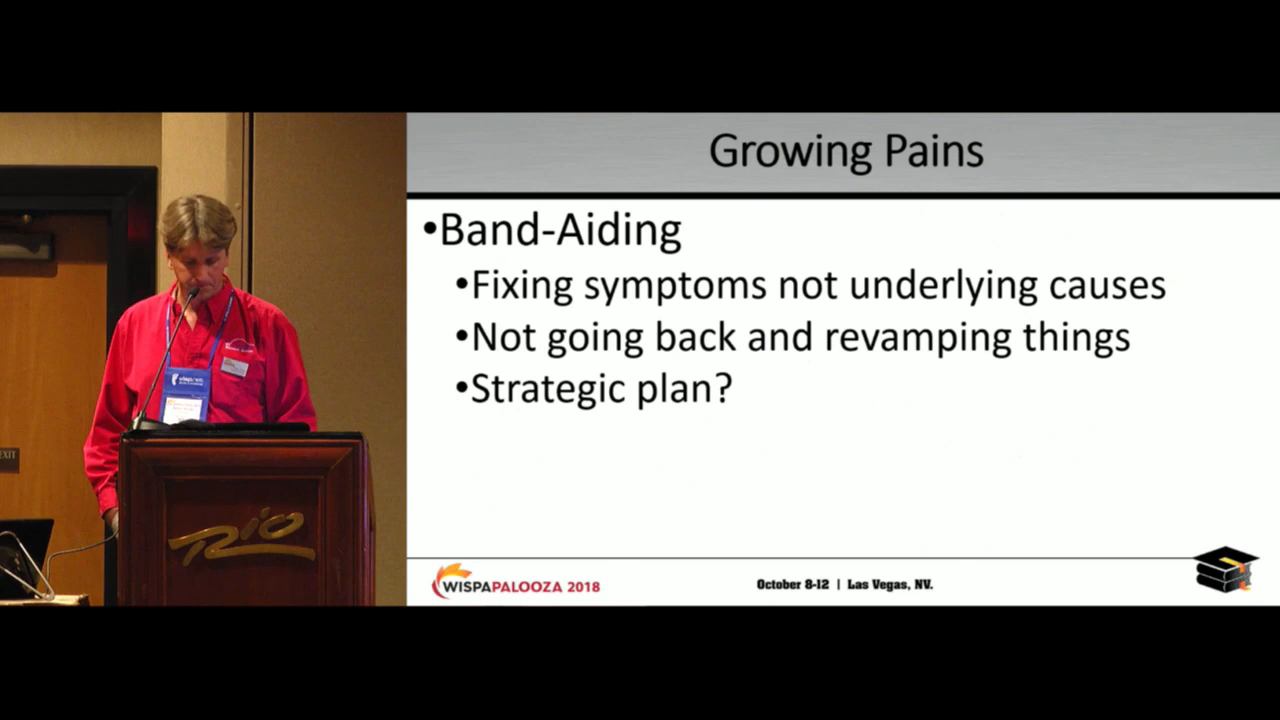 Growing Pains
•Band-Aiding
•Fixing symptoms not underlying causes
•Not going back and revamping things
•Strategic plan?
EXIT
RIO
WISPAPALOOZA 2018
October 8-12 | Las Vegas, NV.